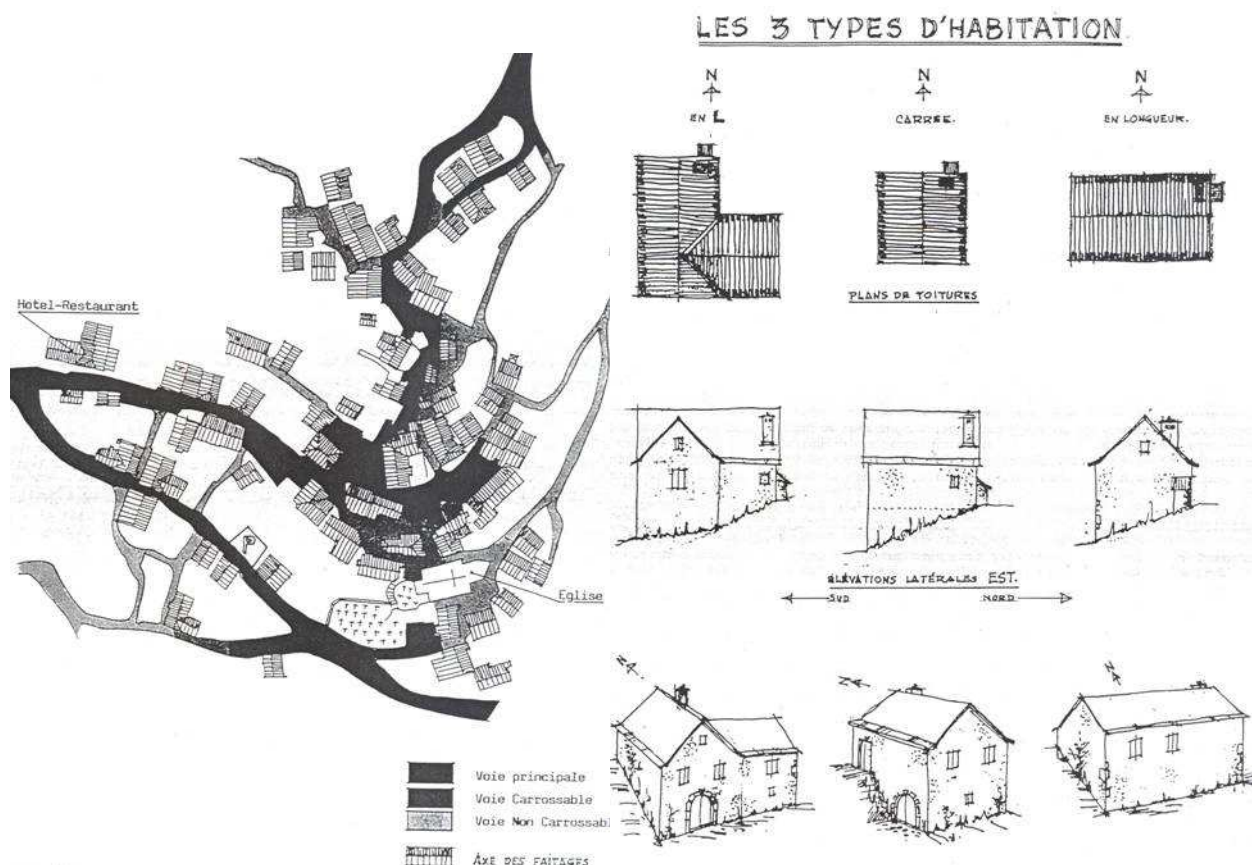 LES 3 TYPES D'HABITATION.
N
N
N
EN L
CARREE.
EN LONGUEUR.
PLANS DE TOITURES
Hotel-Restaurant
ELÉVATIONS LATÉRALES EST.
SUD
NORD
Eglise
P
N
N
N
Voie principale
Voie Carrossable
Voie Non Carrossabl
AXE DES FAITAGES